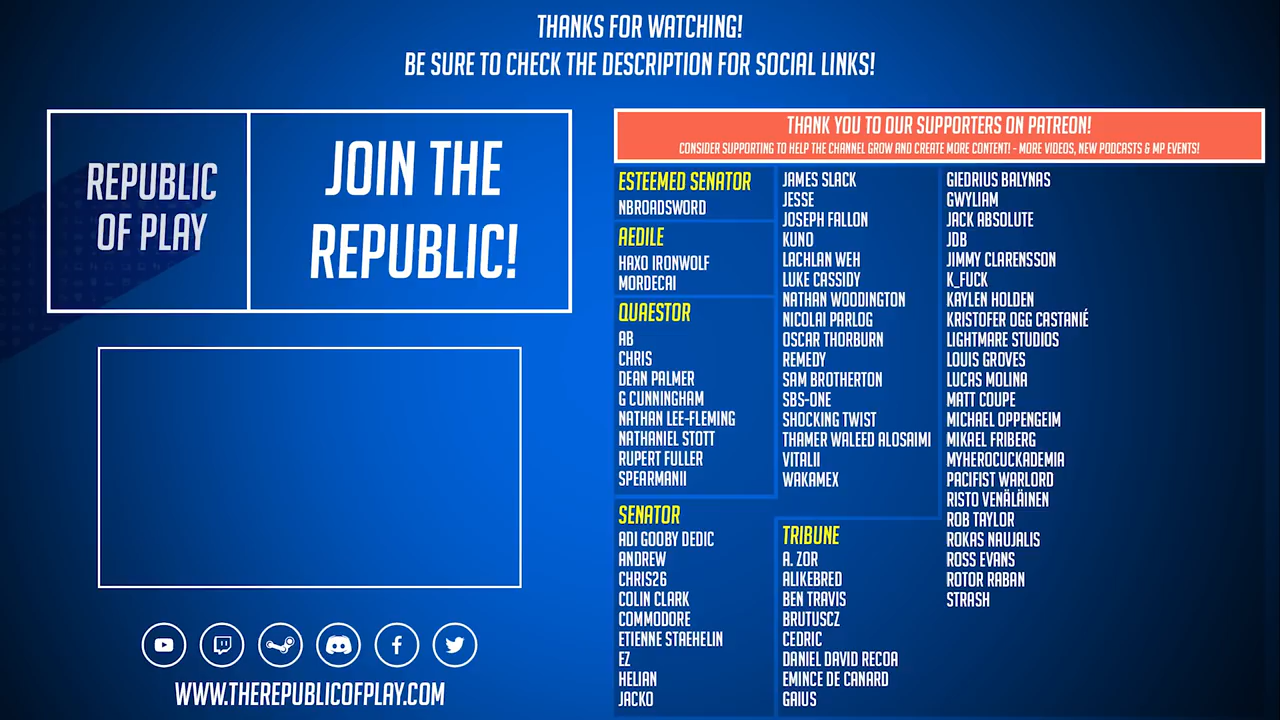 THANKS FOR WATCHING!
BE SURE TO CHECK THE DESCRIPTION FOR SOCIAL LINKS!
REPUBLIC
OF PLAY
JOIN THE
REPUBLIC!
WWW.THEREPUBLICOFPLAY.COM
THANK YOU TO OUR SUPPORTERS ON PATREON!
CONSIDER SUPPORTING TO HELP THE CHANNEL GROW AND CREATE MORE CONTENT! - MORE VIDEOS, NEW PODCASTS & MP EVENTS!
ESTEEMED SENATOR
NBROADSWORD
AEDILE
HAXO IRONWOLF
MORDECAI
QUAESTOR
AB
CHRIS
DEAN PALMER
G CUNNINGHAM
NATHAN LEE-FLEMING
NATHANIEL STOTT
RUPERT FULLER
SPEARMANII
SENATOR
ADI GOOBY DEDIC
ANDREW
CHRIS26
COLIN CLARK
COMMODORE
ETIENNE STAEHELIN
EZ
HELIAN
JACKO
JAMES SLACK
JESSE
JOSEPH FALLON
KUNO
LACHLAN WEH
LUKE CASSIDY
NATHAN WOODINGTON
NICOLAI PARLOG
OSCAR THORBURN
REMEDY
SAM BROTHERTON
SBS-ONE
SHOCKING TWIST
THAMER WALEED ALOSAIMI
VITALII
WAKAMEX
TRIBUNE
A. ZOR
ALIKEBRED
BEN TRAVIS
BRUTUSCZ
CEDRIC
DANIEL DAVID RECOA
EMINCE DE CANARD
GAIUS
GIEDRIUS BALYNAS
GWYLIAM
JACK ABSOLUTE
JDB
JIMMY CLARENSSON
K_FUCK
KAYLEN HOLDEN
KRISTOFER OGG CASTANIÉ
LIGHTMARE STUDIOS
LOUIS GROVES
LUCAS MOLINA
MATT COUPE
MICHAEL OPPENGEIM
MIKAEL FRIBERG
MYHEROCUCKADEMIA
PACIFIST WARLORD
RISTO VENÄLÄINEN
ROB TAYLOR
ROKAS NAUJALIS
ROSS EVANS
ROTOR RABAN
STRASH